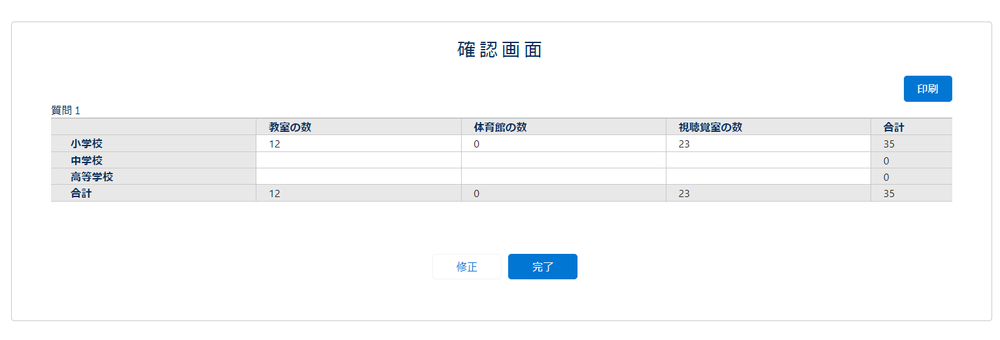 確認画面
印刷
質問 1
教室の数 体育館の数 視聴覚室の数 合計
小学校 12 0 23 35
中学校 0
高等学校 0
合計 12 0 23 35
修正 完了